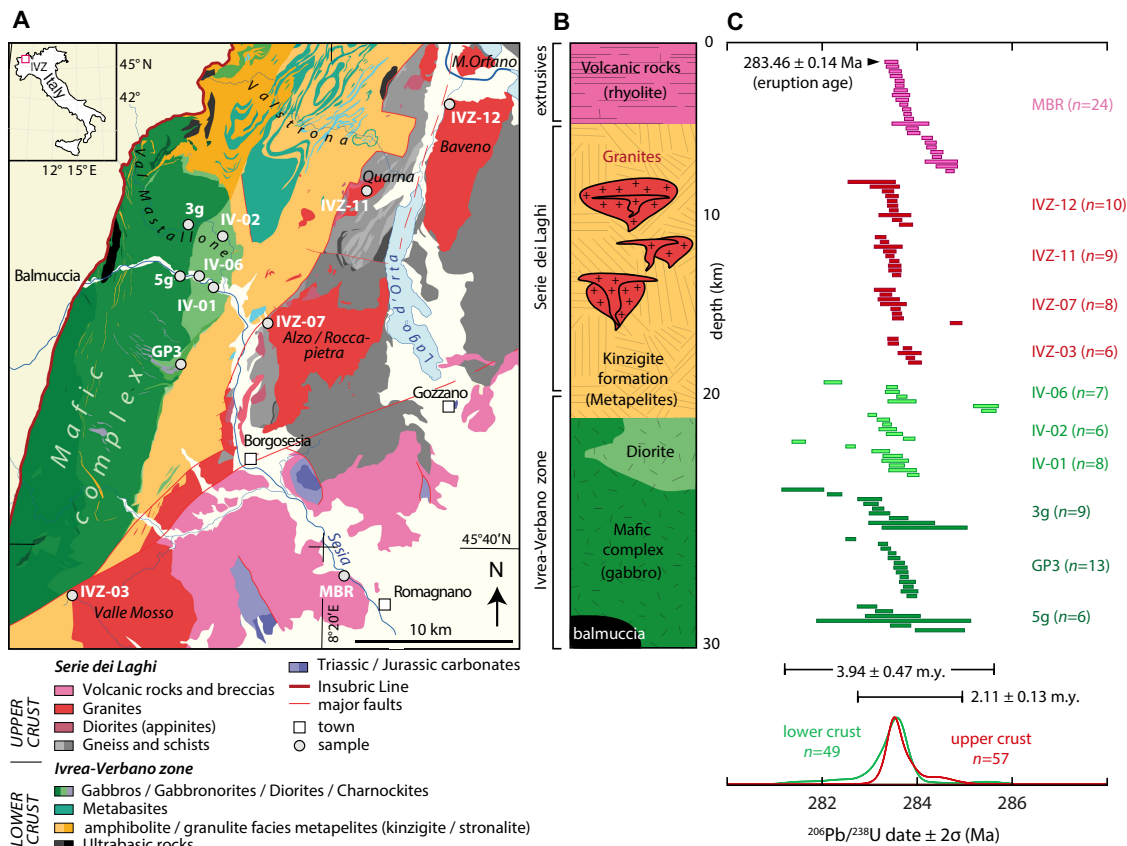 A
IVZ
Italy
45°N
42°
12° 15°E
Varstrona
M.Orfano
IVZ-12
Baveno
Quarna
IVZ-11
Val Mastallone
3g
IV-02
Balmuccia
IV-06
5g
IV-01
Lago d'Orta
IVZ-07
Alzo / Rocca-
pietra
GP3
Mafic
complex
Gozzano
Borgosesia
Sesia
45°40'N
IVZ-03
Valle Mosso
MBR
Romagnano
N
8°20'E
10 km
UPPER
CRUST
Serie dei Laghi
Volcanic rocks and breccias
Granites
Diorites (appinites)
Gneiss and schists
Triassic / Jurassic carbonates
Insubric Line
major faults
town
sample
LOWER
CRUST
Ivrea-Verbano zone
Gabbros / Gabbronorites / Diorites / Charnockites
Metabasites
amphibolite / granulite facies metapelites (kinzigite / stronalite)
Ultrabasic rocks
B
extrusives
Serie dei Laghi
Ivrea-Verbano zone
Volcanic rocks
(rhyolite)
Granites
Kinzigite
formation
(Metapelites)
Diorite
Mafic
complex
(gabbro)
balmuccia
C
0
10
20
30
depth (km)
283.46 ± 0.14 Ma
(eruption age)
MBR (n=24)
IVZ-12 (n=10)
IVZ-11 (n=9)
IVZ-07 (n=8)
IVZ-03 (n=6)
IV-06 (n=7)
IV-02 (n=6)
IV-01 (n=8)
3g (n=9)
GP3 (n=13)
5g (n=6)
3.94 ± 0.47 m.y.
2.11 ± 0.13 m.y.
lower crust
n=49
upper crust
n=57
282 284 286
²⁰⁶Pb/²³⁸U date ± 2σ (Ma)